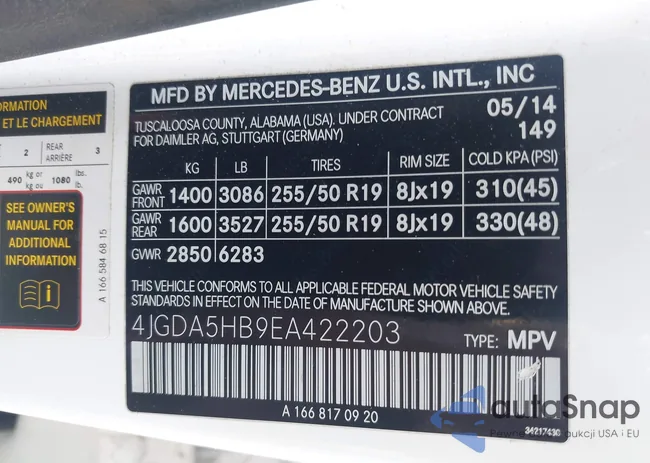 ORMATION
ET LE CHARGEMENT
2 REAR ARRIÈRE 3
490 kg or kg ou 1080 lbs. lb.
SEE OWNER'S
MANUAL FOR
ADDITIONAL
INFORMATION
A 166 584 68 15
MFD BY MERCEDES-BENZ U.S. INTL., INC
TUSCALOOSA COUNTY, ALABAMA (USA). UNDER CONTRACT 05/14
FOR DAIMLER AG, STUTTGART (GERMANY) 149
KG LB TIRES RIM SIZE COLD KPA (PSI)
GAWR FRONT 1400 3086 255/50 R19 8Jx19 310(45)
GAWR REAR 1600 3527 255/50 R19 8Jx19 330(48)
GVWR 2850 6283
THIS VEHICLE CONFORMS TO ALL APPLICABLE FEDERAL MOTOR VEHICLE SAFETY
STANDARDS IN EFFECT ON THE DATE OF MANUFACTURE SHOWN ABOVE.
4JGDA5HB9EA422203 TYPE: MPV
A 166 817 09 20
autoSnap
aukcji USA i EU